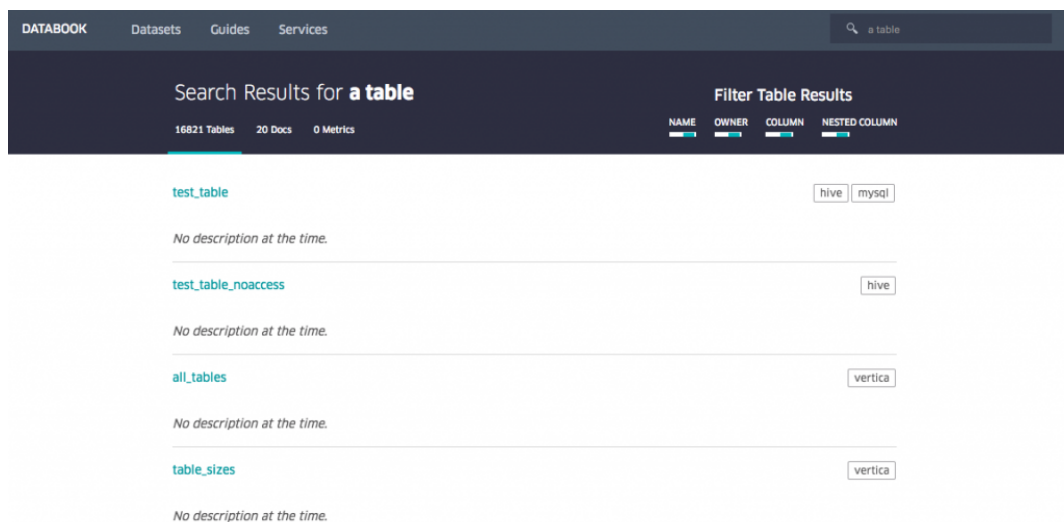 DATABOOK Datasets Guides Services a table
Search Results for a table
Filter Table Results
16821 Tables 20 Docs 0 Metrics
NAME OWNER COLUMN NESTED COLUMN
test_table hive mysql
No description at the time.
test_table_noaccess hive
No description at the time.
all_tables vertica
No description at the time.
table_sizes vertica
No description at the time.